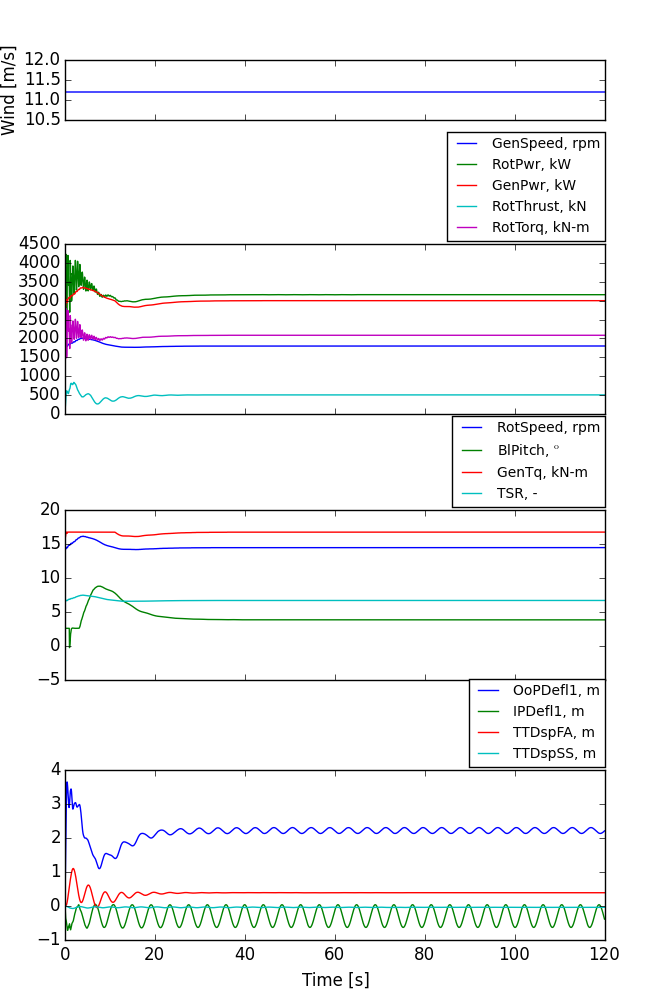 Wind [m/s]
12.0
11.5
11.0
10.5
GenSpeed, rpm
RotPwr, kW
GenPwr, kW
RotThrust, kN
RotTorq, kN-m
4500
4000
3500
3000
2500
2000
1500
1000
500
0
RotSpeed, rpm
BlPitch, °
GenTq, kN-m
TSR, -
20
15
10
5
0
−5
OoPDefl1, m
IPDefl1, m
TTDspFA, m
TTDspSS, m
4
3
2
1
0
−1
0 20 40 60 80 100 120
Time [s]